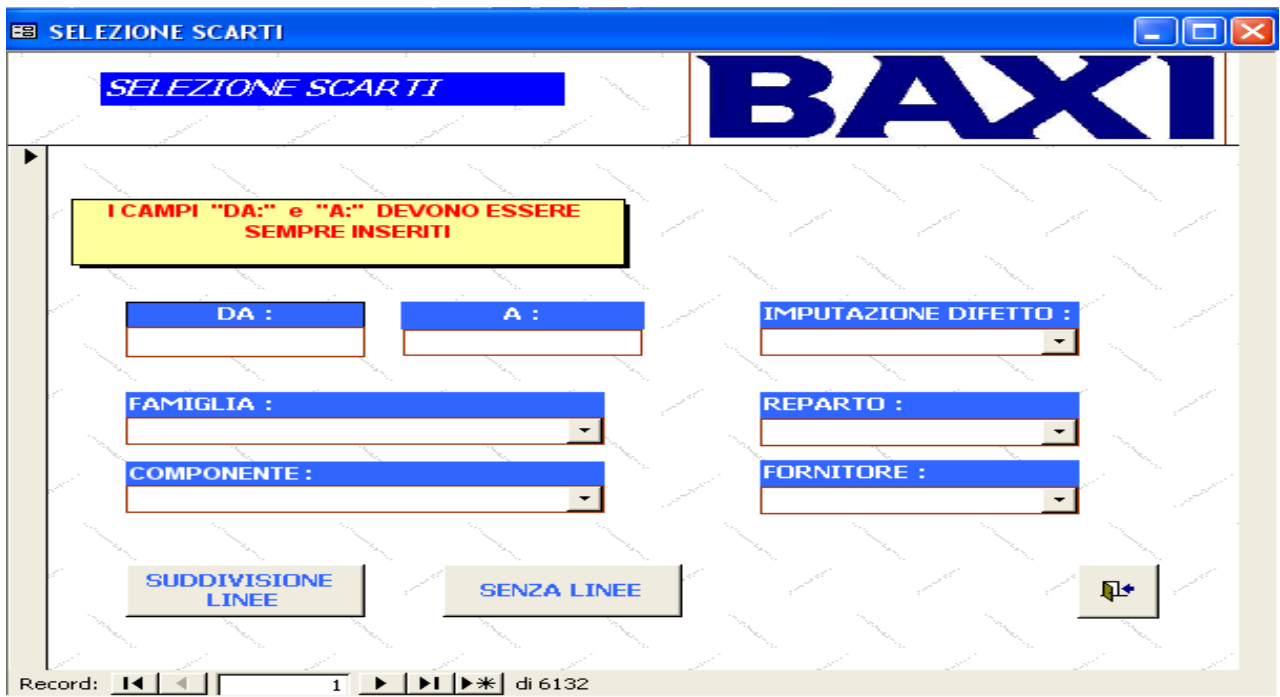 SELEZIONE SCARTI
SELEZIONE SCARTI
BAXI
I CAMPI "DA:" e "A:" DEVONO ESSERE
SEMPRE INSERITI
DA :
A :
IMPUTAZIONE DIFETTO :
FAMIGLIA :
REPARTO :
COMPONENTE :
FORNITORE :
SUDDIVISIONE
LINEE
SENZA LINEE
Record: 1 di 6132